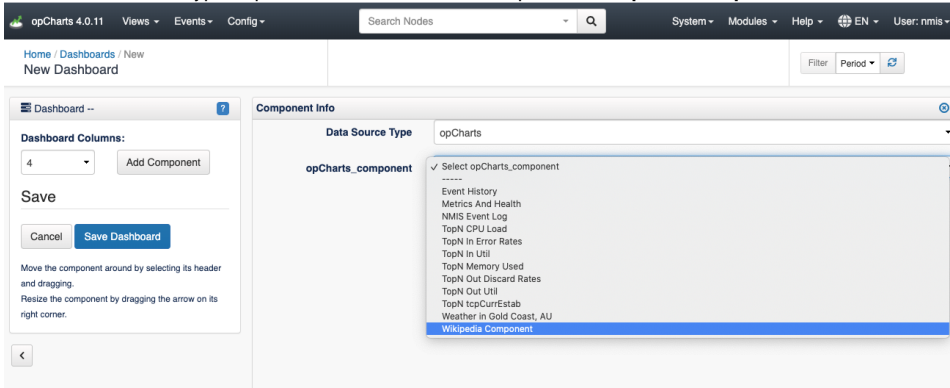 opCharts 4.0.11 Views Events Config Search Nodes System Modules Help EN User: nmis
Home / Dashboards / New
New Dashboard
Filter Period
Dashboard -- ?
Dashboard Columns:
4 Add Component
Save
Cancel Save Dashboard
Move the component around by selecting its header
and dragging.
Resize the component by dragging the arrow on its
right corner.
Component Info
Data Source Type opCharts
opCharts_component ✓ Select opCharts_component
-----
Event History
Metrics And Health
NMIS Event Log
TopN CPU Load
TopN In Error Rates
TopN In Util
TopN Memory Used
TopN Out Discard Rates
TopN Out Util
TopN tcpCurrEstab
Weather in Gold Coast, AU
Wikipedia Component